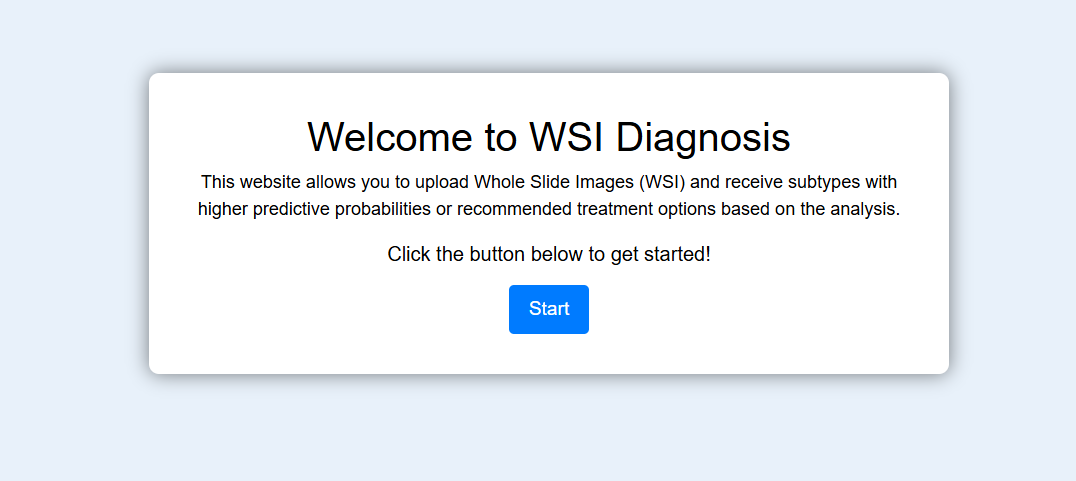 Welcome to WSI Diagnosis
This website allows you to upload Whole Slide Images (WSI) and receive subtypes with
higher predictive probabilities or recommended treatment options based on the analysis.
Click the button below to get started!
Start